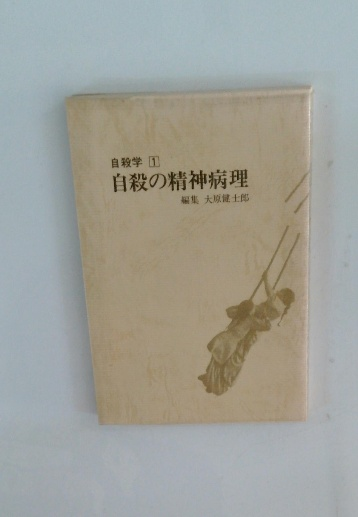 自殺学 1
自殺の精神病理
編集 大原健士郎